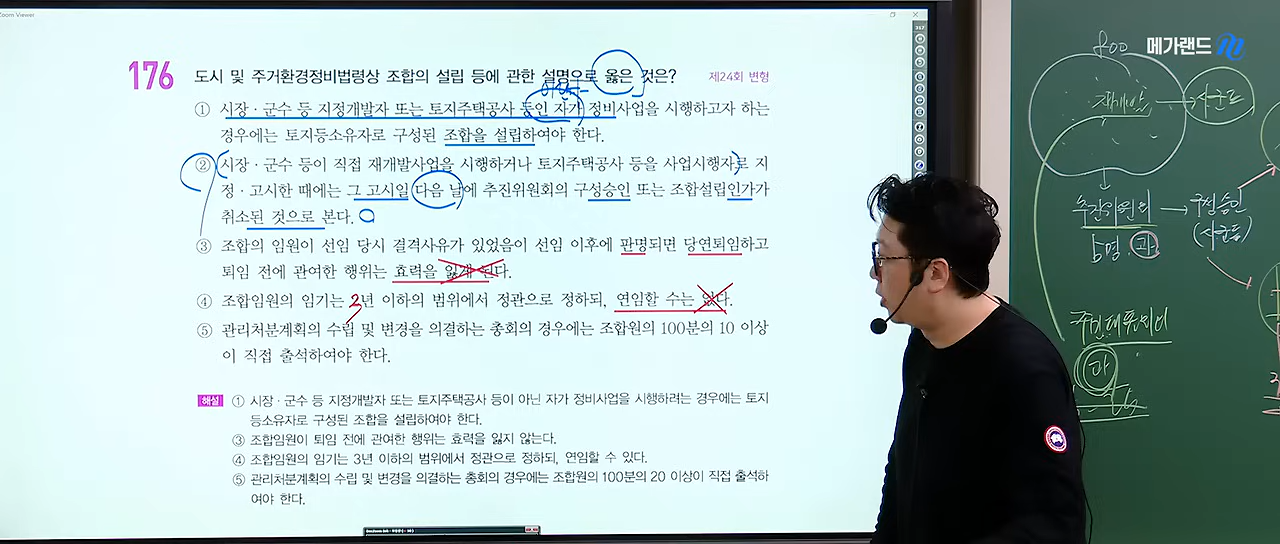 Zoom Viewer
메가랜드
176 도시 및 주거환경정비법령상 조합의 설립 등에 관한 설명으로 옳은 것은? 제24회 변형
① 시장·군수 등 지정개발자 또는 토지주택공사 등인 자가 정비사업을 시행하고자 하는
경우에는 토지등소유자로 구성된 조합을 설립하여야 한다.
② 시장·군수 등이 직접 재개발사업을 시행하거나 토지주택공사 등을 사업시행자로 지
정·고시한 때에는 그 고시일 다음 날에 추진위원회의 구성승인 또는 조합설립인가가
취소된 것으로 본다.
③ 조합의 임원이 선임 당시 결격사유가 있었음이 선임 이후에 판명되면 당연퇴임하고
퇴임 전에 관여한 행위는 효력을 잃게 된다.
④ 조합임원의 임기는 3년 이하의 범위에서 정관으로 정하되, 연임할 수는 없다.
⑤ 관리처분계획의 수립 및 변경을 의결하는 총회의 경우에는 조합원의 100분의 10 이상
이 직접 출석하여야 한다.
해설 ① 시장·군수 등 지정개발자 또는 토지주택공사 등이 아닌 자가 정비사업을 시행하려는 경우에는 토지
등소유자로 구성된 조합을 설립하여야 한다.
③ 조합임원이 퇴임 전에 관여한 행위는 효력을 잃지 않는다.
④ 조합임원의 임기는 3년 이하의 범위에서 정관으로 정하되, 연임할 수 있다.
⑤ 관리처분계획의 수립 및 변경을 의결하는 총회의 경우에는 조합원의 100분의 20 이상이 직접 출석하
여야 한다.
추진위원회
5명 과
구성승인
주민대표회의
과